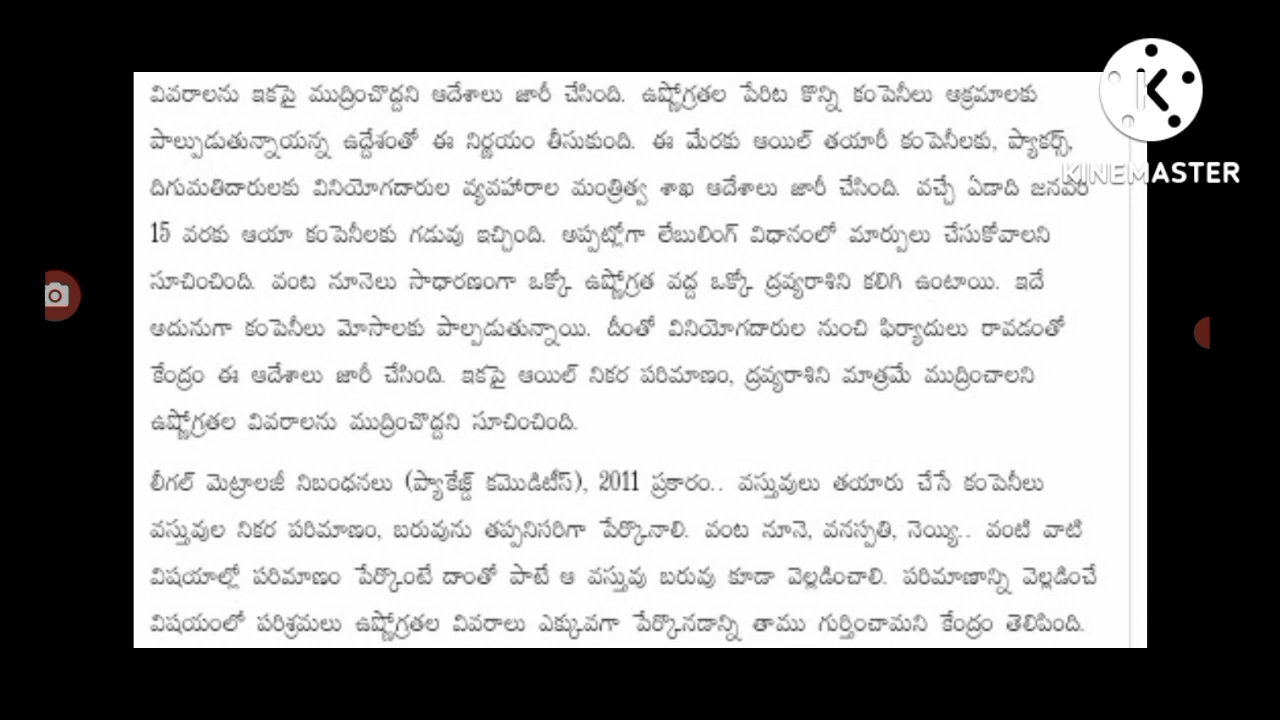 వివరాలను ఇకపై ముద్రించొద్దని ఆదేశాలు జారీ చేసింది. ఉష్ణోగ్రతల పేరిట కొన్ని కంపెనీలు ఆక్రమాలకు
పాల్పుడుతున్నాయన్న ఉద్దేశంతో ఈ నిర్ణయం తీసుకుంది. ఈ మేరకు ఆయిల్ తయారీ కంపెనీలకు, ప్యాకర్స్,
దిగుమతిదారులకు వినియోగదారుల వ్యవహారాల మంత్రిత్వ శాఖ ఆదేశాలు జారీ చేసింది. వచ్చే ఏడాది జనవరి
15 వరకు ఆయా కంపెనీలకు గడువు ఇచ్చింది. అప్పట్లోగా లేబులింగ్ విధానంలో మార్పులు చేసుకోవాలని
సూచించింది. వంట నూనెలు సాధారణంగా ఒక్కో ఉష్ణోగ్రత వద్ద ఒక్కో ద్రవ్యరాశిని కలిగి ఉంటాయి. ఇదే
అదునుగా కంపెనీలు మోసాలకు పాల్పడుతున్నాయి. దీంతో వినియోగదారుల నుంచి ఫిర్యాదులు రావడంతో
కేంద్రం ఈ ఆదేశాలు జారీ చేసింది. ఇకపై ఆయిల్ నికర పరిమాణం, ద్రవ్యరాశిని మాత్రమే ముద్రించాలని
ఉష్ణోగ్రతల వివరాలను ముద్రించొద్దని సూచించింది.
లీగల్ మెట్రాలజీ నిబంధనలు (ప్యాకేజ్డ్ కమొడిటీస్), 2011 ప్రకారం.. వస్తువులు తయారు చేసే కంపెనీలు
వస్తువుల నికర పరిమాణం, బరువును తప్పనిసరిగా పేర్కొనాలి. వంట నూనె, వనస్పతి, నెయ్యి.. వంటి వాటి
విషయాల్లో పరిమాణం పేర్కొంటే దాంతో పాటే ఆ వస్తువు బరువు కూడా వెల్లడించాలి. పరిమాణాన్ని వెల్లడించే
విషయంలో పరిశ్రమలు ఉష్ణోగ్రతల వివరాలు ఎక్కువగా పేర్కొనడాన్ని తాము గుర్తించామని కేంద్రం తెలిపింది.
KINEMASTER